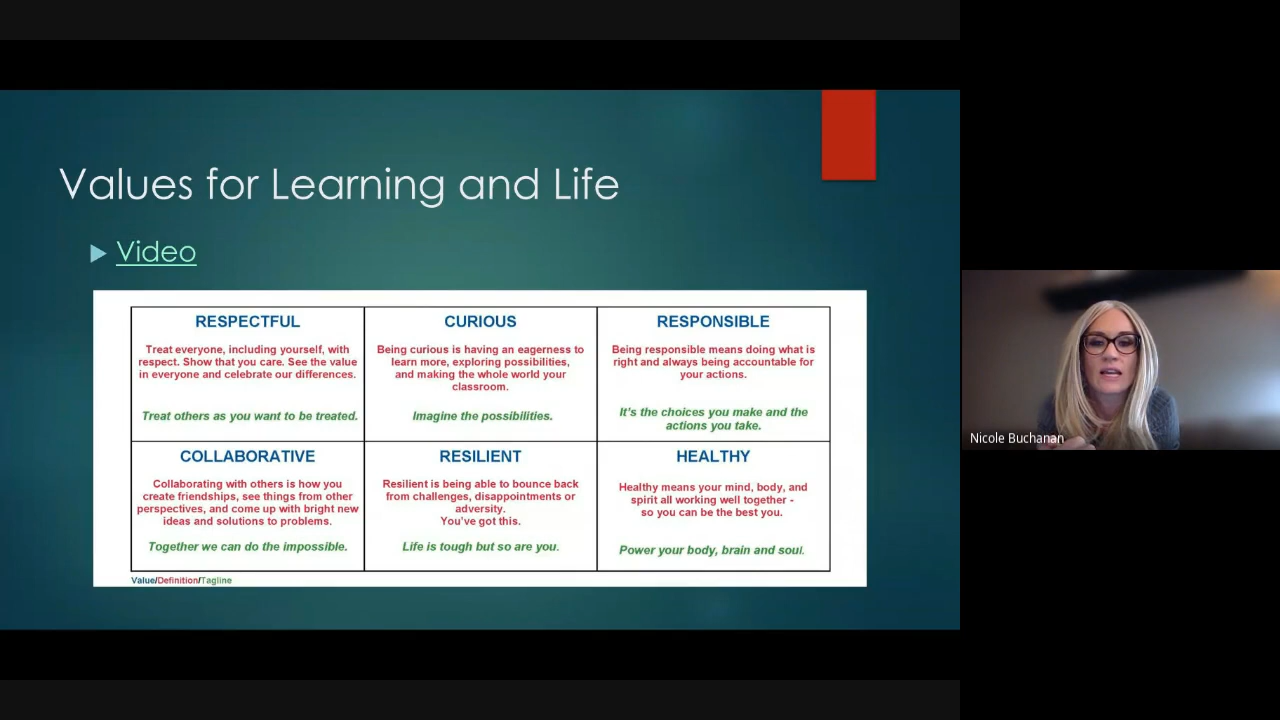 Values for Learning and Life
Video
RESPECTFUL
Treat everyone, including yourself, with
respect. Show that you care. See the value
in everyone and celebrate our differences.
Treat others as you want to be treated.
CURIOUS
Being curious is having an eagerness to
learn more, exploring possibilities,
and making the whole world your
classroom.
Imagine the possibilities.
RESPONSIBLE
Being responsible means doing what is
right and always being accountable for
your actions.
It's the choices you make and the
actions you take.
COLLABORATIVE
Collaborating with others is how you
create friendships, see things from other
perspectives, and come up with bright new
ideas and solutions to problems.
Together we can do the impossible.
RESILIENT
Resilient is being able to bounce back
from challenges, disappointments or
adversity.
You've got this.
Life is tough but so are you.
HEALTHY
Healthy means your mind, body, and
spirit all working well together -
so you can be the best you.
Power your body, brain and soul.
Value/Definition/Tagline
Nicole Buchanan